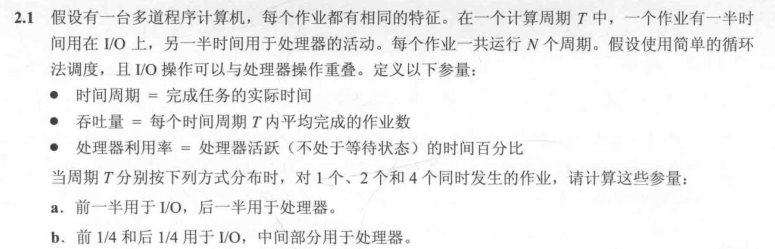 2.1 假设有一台多道程序计算机，每个作业都有相同的特征。在一个计算周期 T 中，一个作业有一半时
间用在 I/O 上，另一半时间用于处理器的活动。每个作业一共运行 N 个周期。假设使用简单的循环
法调度，且 I/O 操作可以与处理器操作重叠。定义以下参量：
● 时间周期 = 完成任务的实际时间
● 吞吐量 = 每个时间周期 T 内平均完成的作业数
● 处理器利用率 = 处理器活跃（不处于等待状态）的时间百分比
当周期 T 分别按下列方式分布时，对 1 个、2 个和 4 个同时发生的作业，请计算这些参量：
a．前一半用于 I/O，后一半用于处理器。
b．前 1/4 和后 1/4 用于 I/O，中间部分用于处理器。